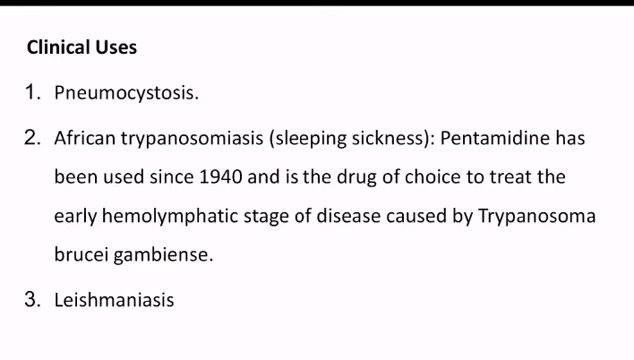 Clinical Uses
1. Pneumocystosis.
2. African trypanosomiasis (sleeping sickness): Pentamidine has
been used since 1940 and is the drug of choice to treat the
early hemolymphatic stage of disease caused by Trypanosoma
brucei gambiense.
3. Leishmaniasis